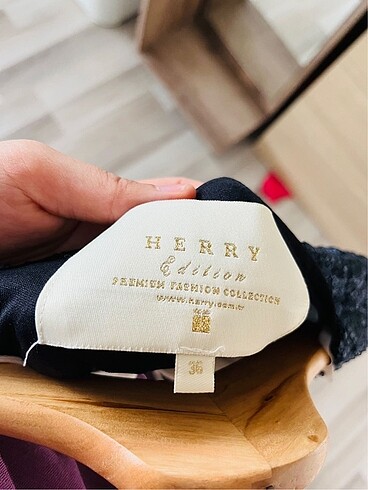 HERRY
Edition
PREMIUM FASHION COLLECTION
www.herry.com.tr
36